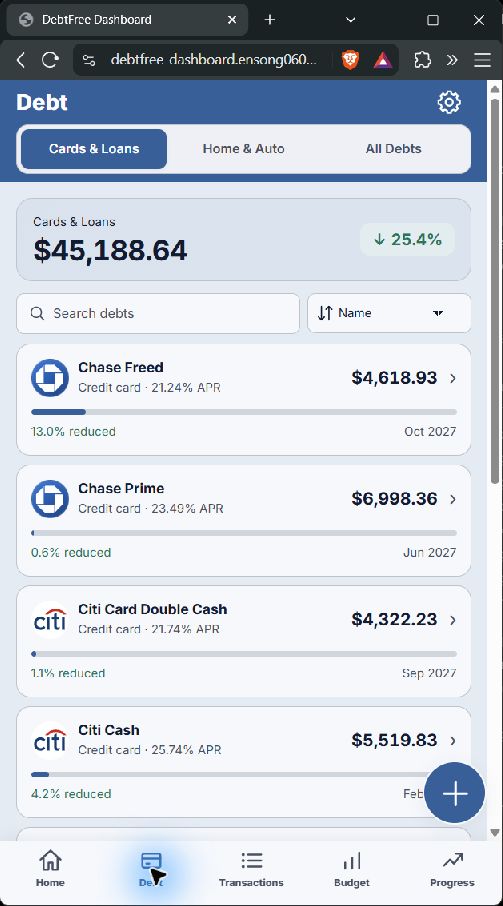 DebtFree Dashboard
debtfree-dashboard.ensong060...
Debt
Cards & Loans
Home & Auto
All Debts
Cards & Loans
$45,188.64
↓ 25.4%
Search debts
Name
Chase Freed
Credit card · 21.24% APR
$4,618.93
13.0% reduced
Oct 2027
Chase Prime
Credit card · 23.49% APR
$6,998.36
0.6% reduced
Jun 2027
citi
Citi Card Double Cash
Credit card · 21.74% APR
$4,322.23
1.1% reduced
Sep 2027
citi
Citi Cash
Credit card · 25.74% APR
$5,519.83
4.2% reduced
Feb
Home
Debt
Transactions
Budget
Progress